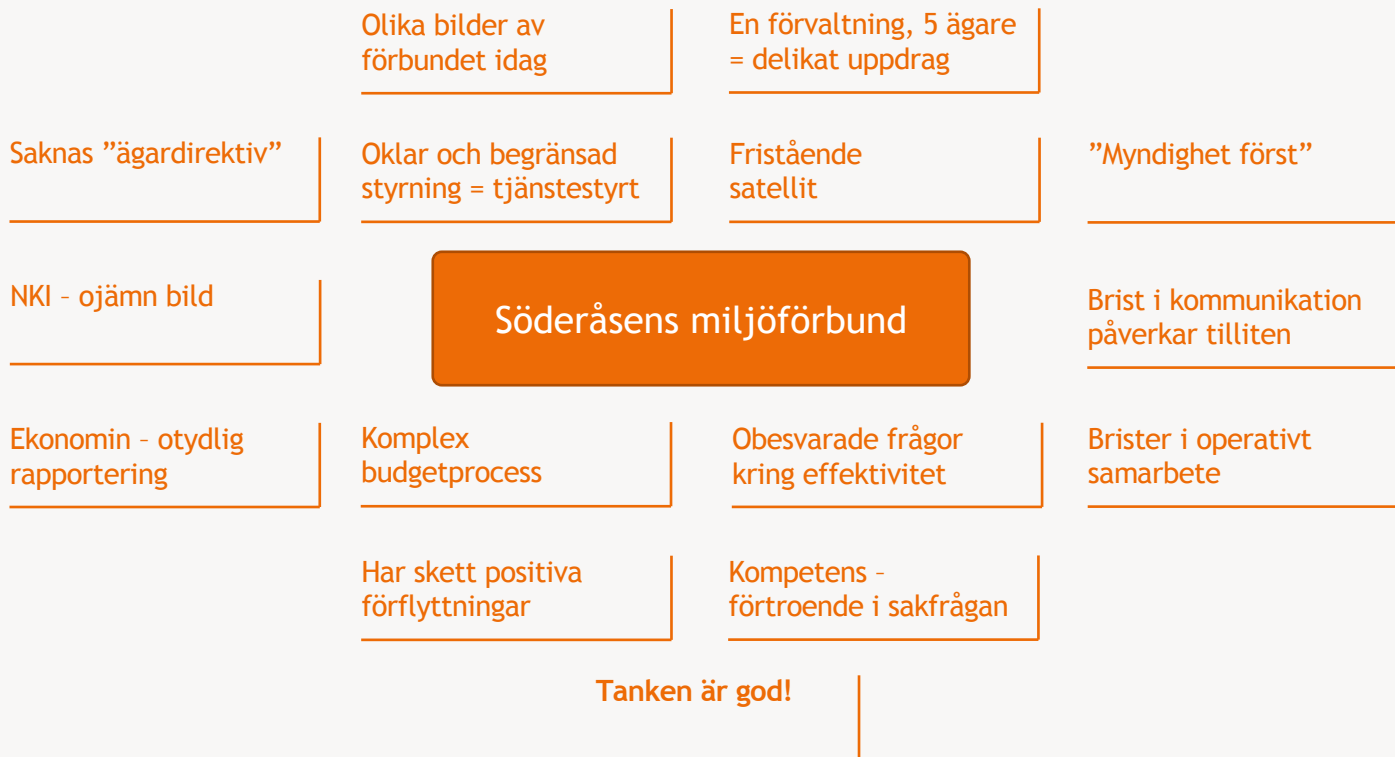 Olika bilder av
förbundet idag
En förvaltning, 5 ägare
= delikat uppdrag
Saknas ”ägardirektiv”
Oklar och begränsad
styrning = tjänstestyrt
Fristående
satellit
”Myndighet först”
NKI – ojämn bild
Söderåsens miljöförbund
Brist i kommunikation
påverkar tilliten
Ekonomin – otydlig
rapportering
Komplex
budgetprocess
Obesvarade frågor
kring effektivitet
Brister i operativt
samarbete
Har skett positiva
förflyttningar
Kompetens –
förtroende i sakfrågan
Tanken är god!